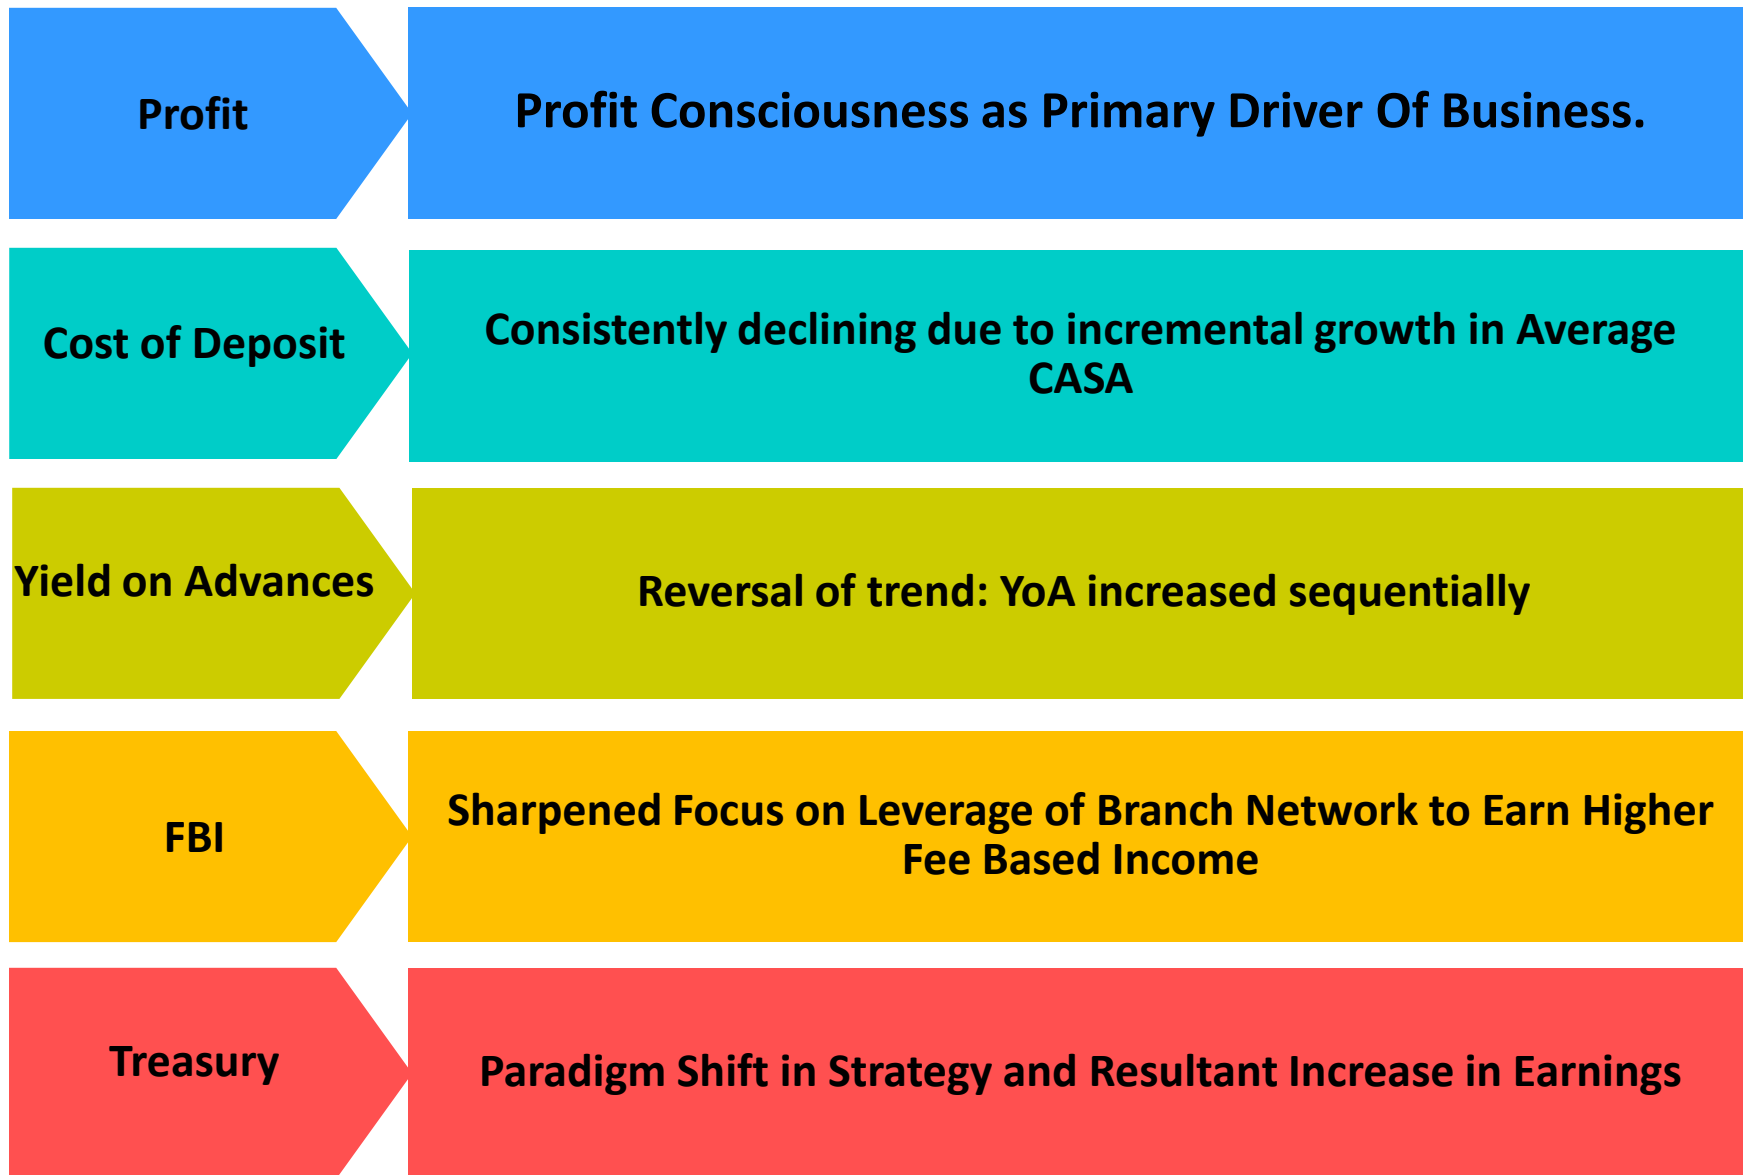 Profit
Profit Consciousness as Primary Driver Of Business.
Cost of Deposit
Consistently declining due to incremental growth in Average
CASA
Yield on Advances
Reversal of trend: YoA increased sequentially
FBI
Sharpened Focus on Leverage of Branch Network to Earn Higher
Fee Based Income
Treasury
Paradigm Shift in Strategy and Resultant Increase in Earnings